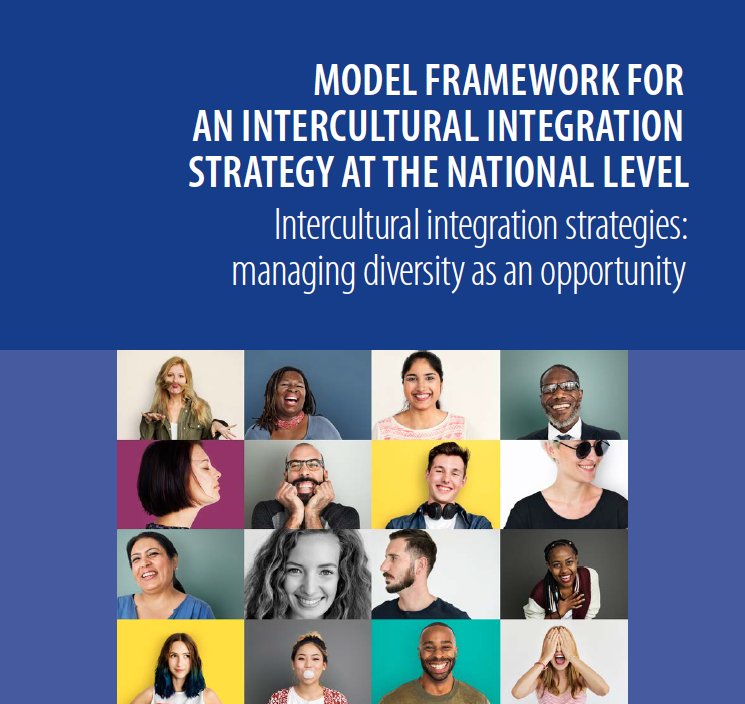 MODEL FRAMEWORK FOR
AN INTERCULTURAL INTEGRATION
STRATEGY AT THE NATIONAL LEVEL
Intercultural integration strategies:
managing diversity as an opportunity